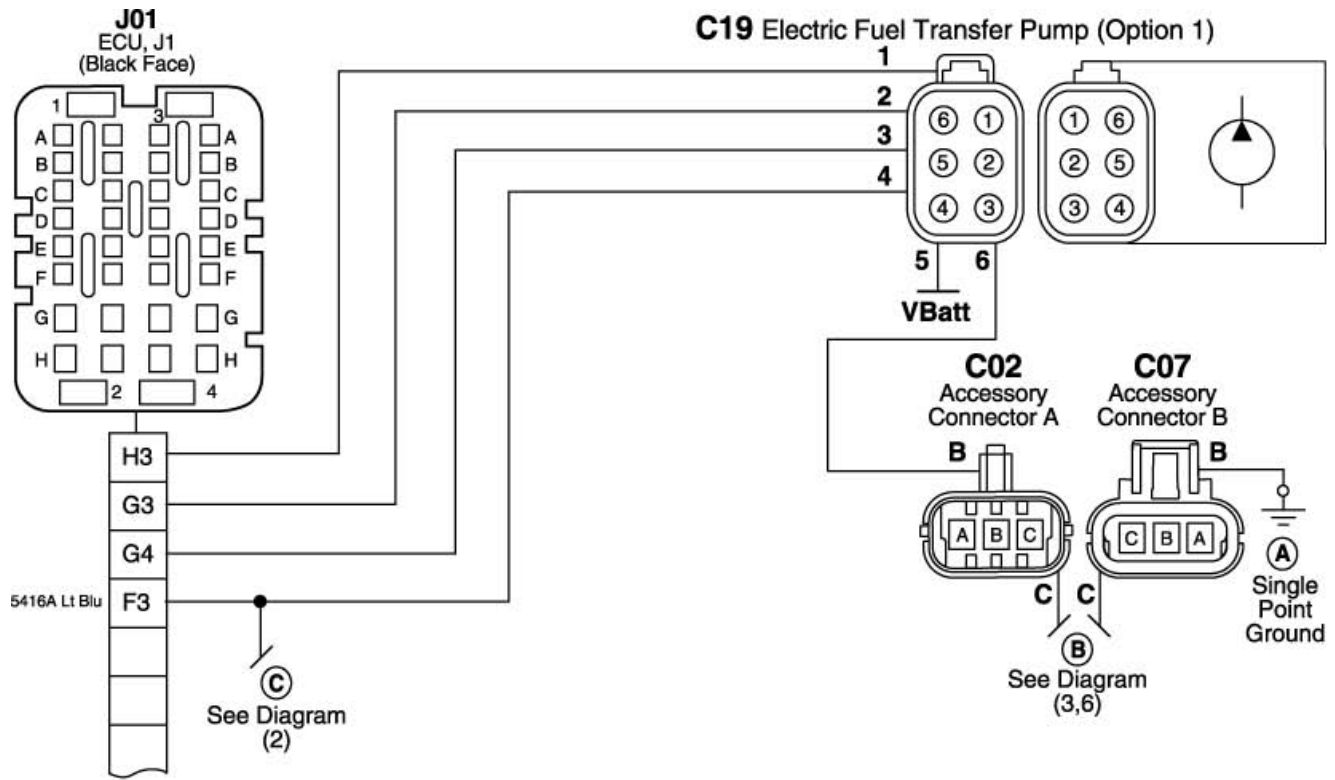 J01
ECU, J1
(Black Face)
C19 Electric Fuel Transfer Pump (Option 1)
1 3
A A
B B
C C
D D
E E
F F
G G
H H
2 4
1
2
3
4
6 1
5 2
4 3
1 6
2 5
3 4
5 6
VBatt
H3
G3
G4
5416A Lt Blu F3
C
See Diagram
(2)
C02
Accessory
Connector A
B
A B C
C
C07
Accessory
Connector B
B
C B A
C
B
See Diagram
(3,6)
A
Single
Point
Ground